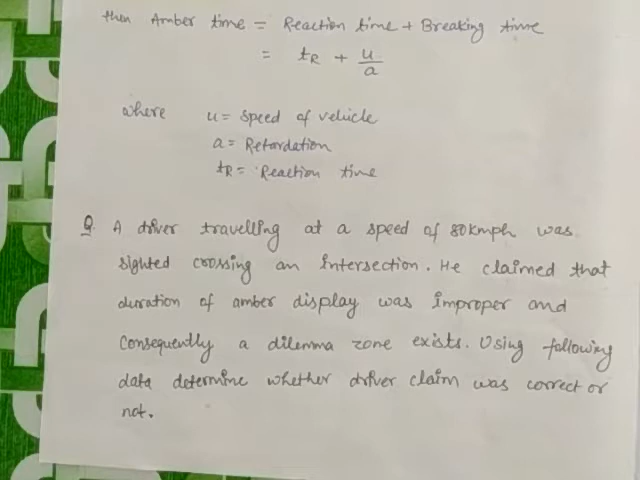 then Amber time = Reaction time + Breaking time
= tR + u/a
where u = speed of vehicle
a = Retardation
tR = Reaction time
Q A driver travelling at a speed of 80kmph was
sighted crossing an intersection. He claimed that
duration of amber display was improper and
consequently a dilemma zone exists. Using following
data determine whether driver claim was correct or
not.